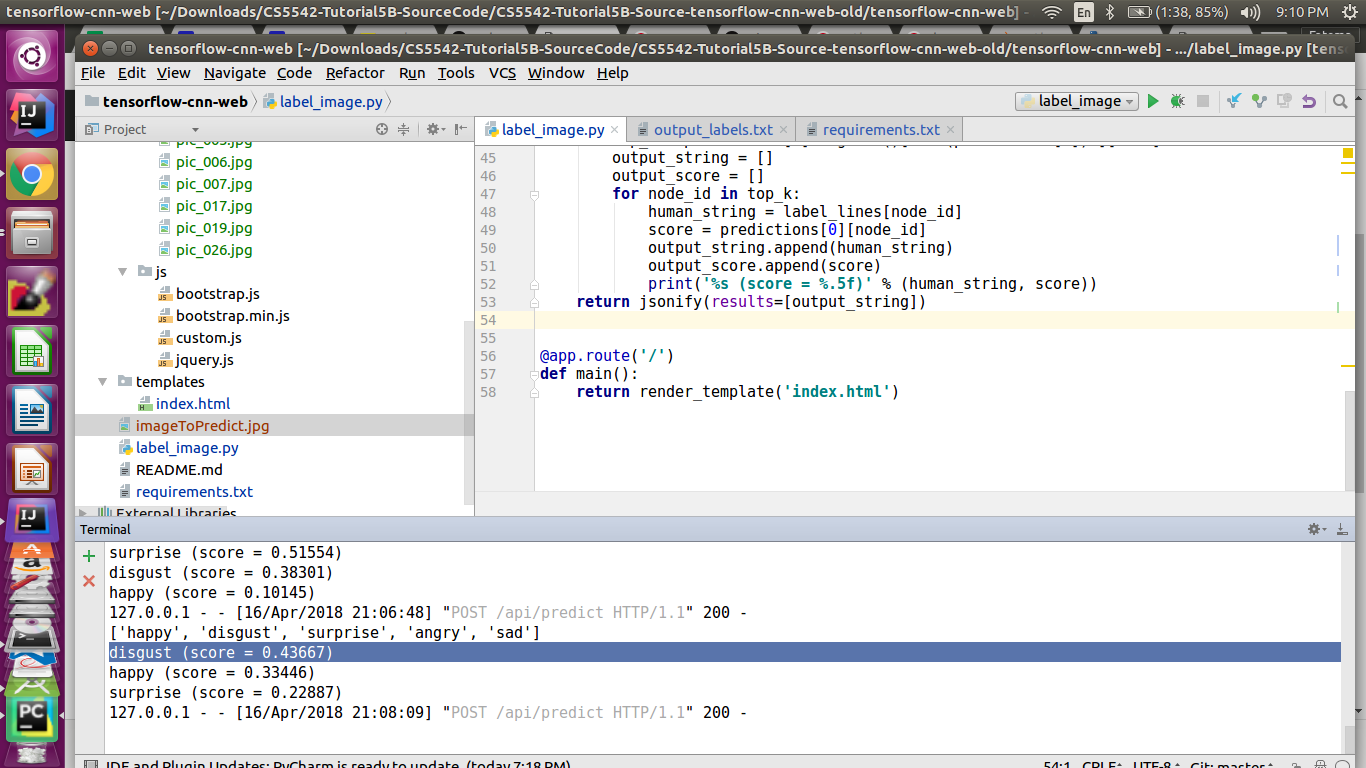 tensorflow-cnn-web [~/Downloads/CS5542-Tutorial5B-SourceCode/CS5542-Tutorial5B-Source-tensorflow-cnn-web-old/tensorflow-cnn-web] -
En
(1:38, 85%)
9:10 PM
tensorflow-cnn-web [~/Downloads/CS5542-Tutorial5B-SourceCode/CS5542-Tutorial5B-Source-tensorflow-cnn-web-old/tensorflow-cnn-web] - .../label_image.py [tens
File Edit View Navigate Code Refactor Run Tools VCS Window Help
tensorflow-cnn-web label_image.py
label_image
Project
label_image.py output_labels.txt requirements.txt
pic_006.jpg
pic_007.jpg
pic_017.jpg
pic_019.jpg
pic_026.jpg
js
bootstrap.js
bootstrap.min.js
custom.js
jquery.js
templates
index.html
imageToPredict.jpg
label_image.py
README.md
requirements.txt
External Libraries
45 output_string = []
46 output_score = []
47 for node_id in top_k:
48 human_string = label_lines[node_id]
49 score = predictions[0][node_id]
50 output_string.append(human_string)
51 output_score.append(score)
52 print('%s (score = %.5f)' % (human_string, score))
53 return jsonify(results=[output_string])
54
55
56 @app.route('/')
57 def main():
58 return render_template('index.html')
Terminal
surprise (score = 0.51554)
disgust (score = 0.38301)
happy (score = 0.10145)
127.0.0.1 - - [16/Apr/2018 21:06:48] "POST /api/predict HTTP/1.1" 200 -
['happy', 'disgust', 'surprise', 'angry', 'sad']
disgust (score = 0.43667)
happy (score = 0.33446)
surprise (score = 0.22887)
127.0.0.1 - - [16/Apr/2018 21:08:09] "POST /api/predict HTTP/1.1" 200 -
IDE and Plugin Updates: PyCharm is ready to update. (today 7:18 PM)
54:1 CRLF UTF-8 Git: master